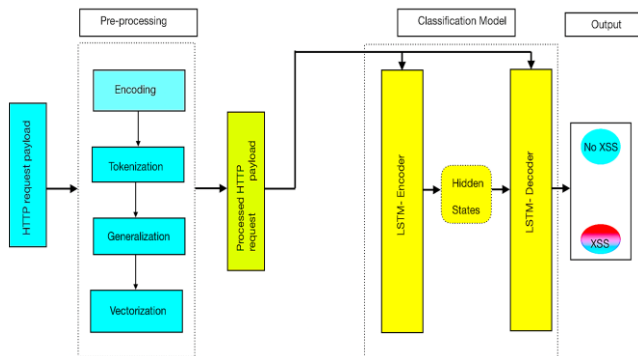 Pre-processing
Classification Model
Output
HTTP request payload
Encoding
Tokenization
Generalization
Vectorization
Processed HTTP
request payload
LSTM- Encoder
Hidden
States
LSTM- Decoder
No XSS
XSS